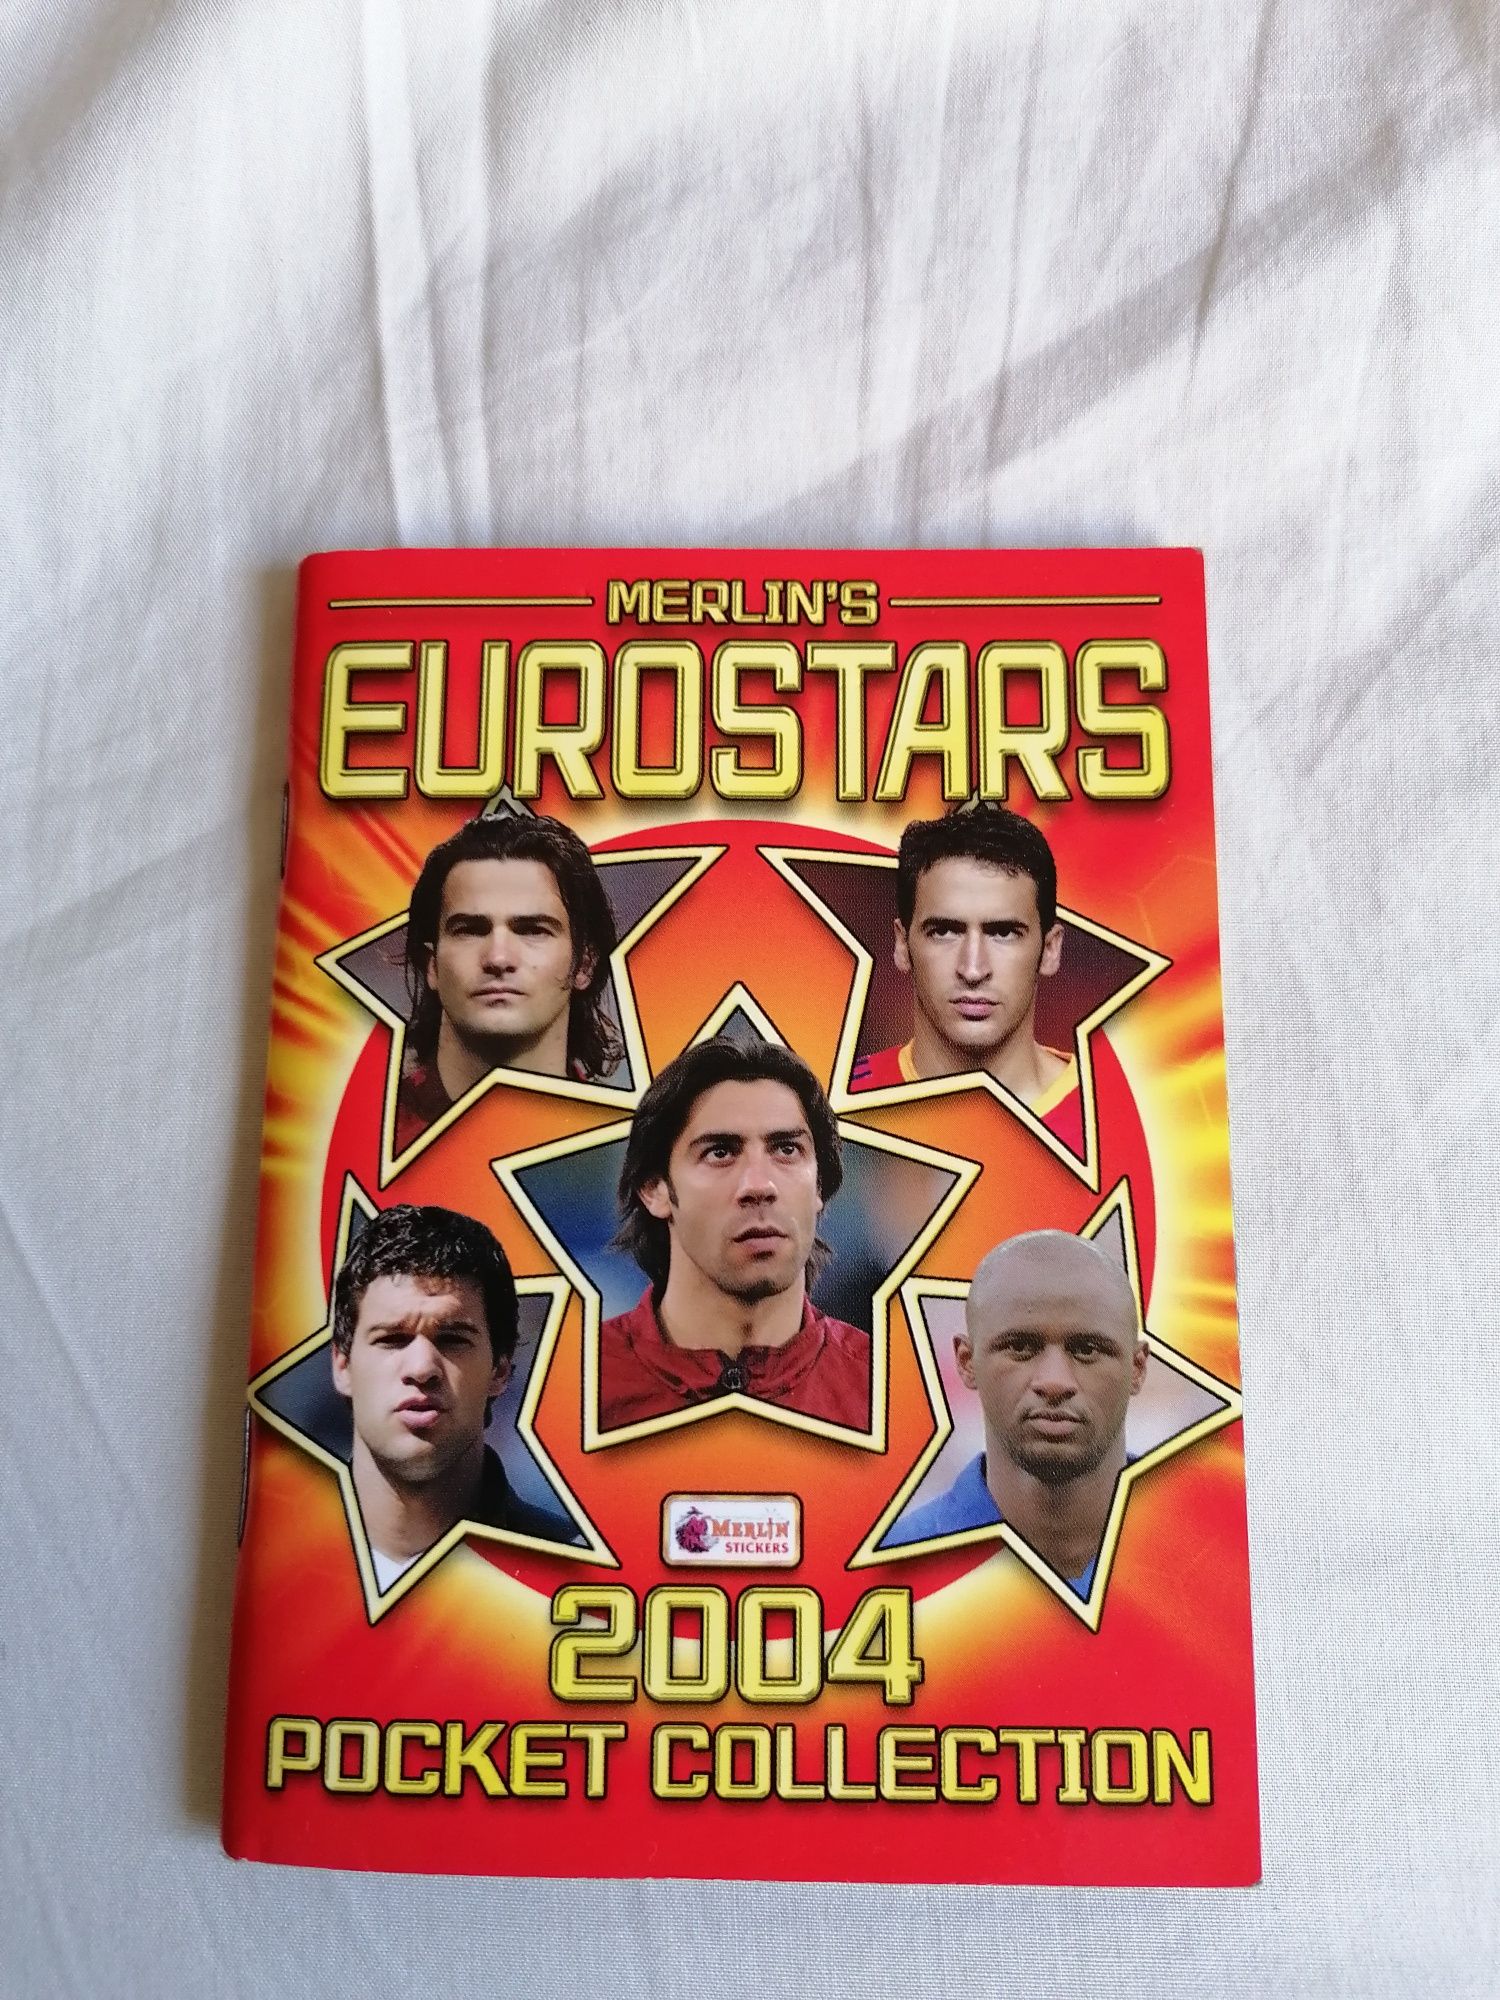 MERLIN'S
EUROSTARS
MERLIN
STICKERS
2004
POCKET COLLECTION